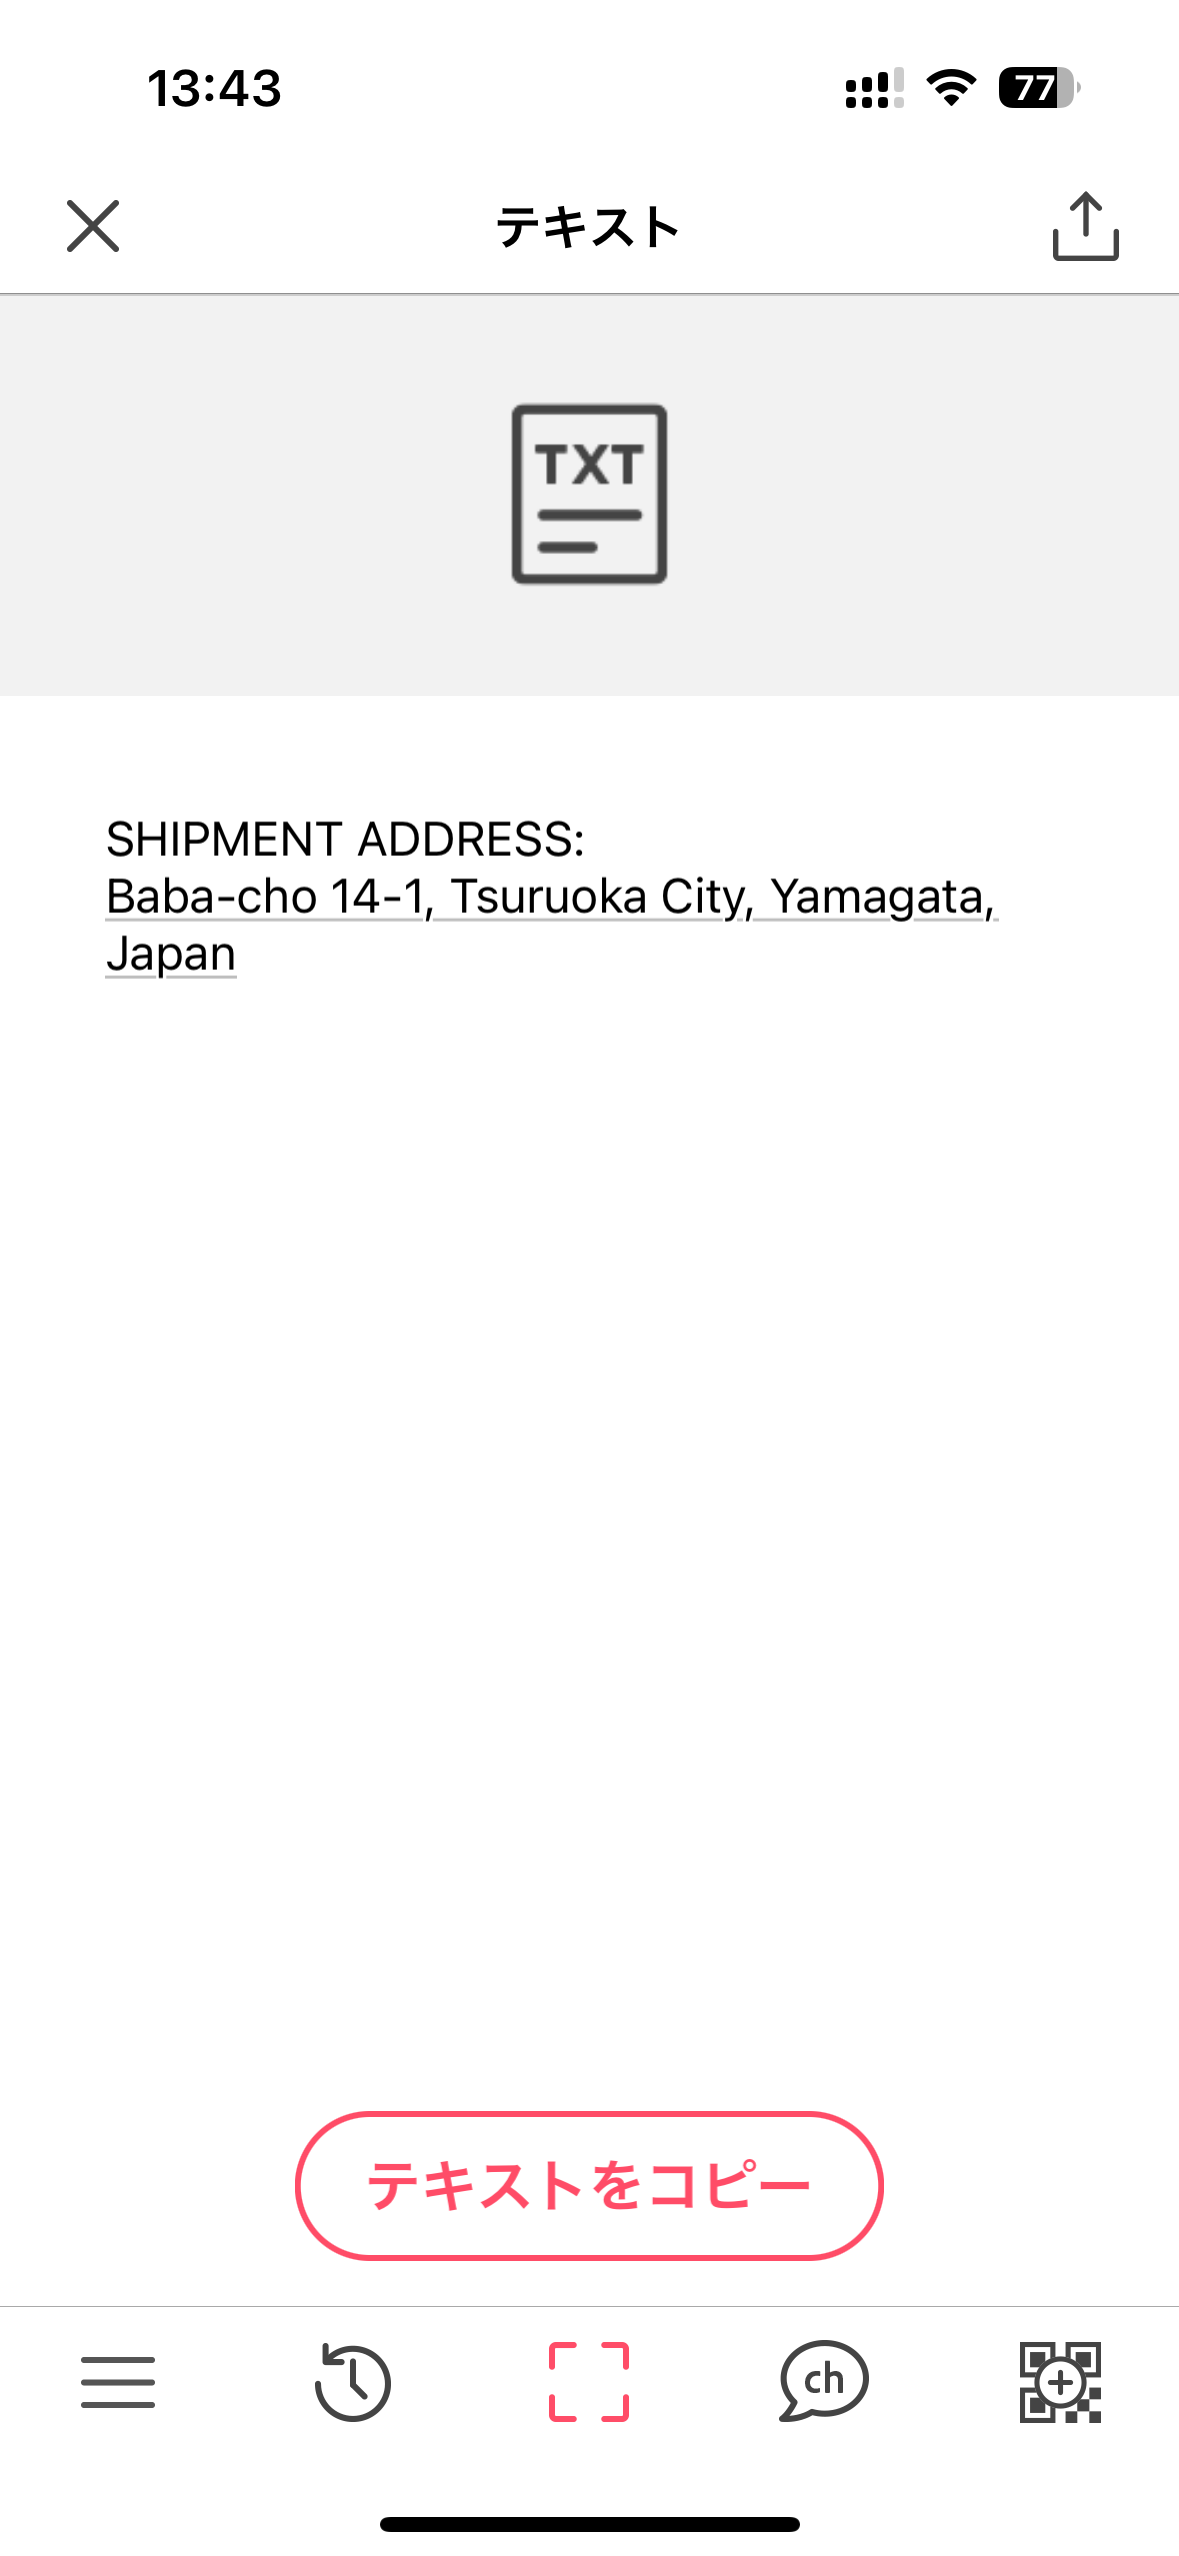 13:43
77
テキスト
TXT
SHIPMENT ADDRESS:
Baba-cho 14-1, Tsuruoka City, Yamagata,
Japan
テキストをコピー
ch